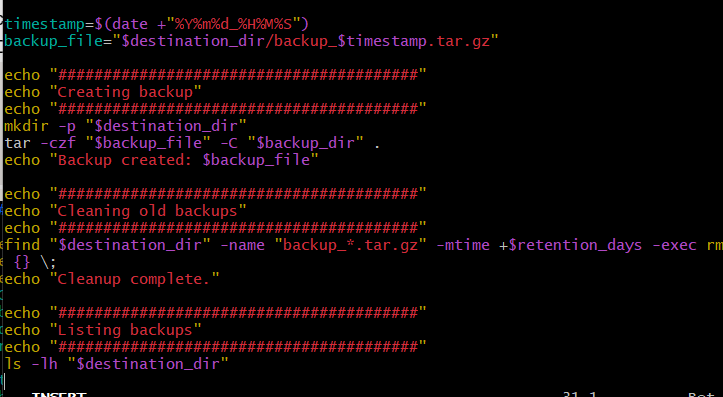 timestamp=$(date +"%Y%m%d_%H%M%S")
backup_file="$destination_dir/backup_$timestamp.tar.gz"
echo "########################################"
echo "Creating backup"
echo "########################################"
mkdir -p "$destination_dir"
tar -czf "$backup_file" -C "$backup_dir" .
echo "Backup created: $backup_file"
echo "########################################"
echo "Cleaning old backups"
echo "########################################"
find "$destination_dir" -name "backup_*.tar.gz" -mtime +$retention_days -exec rm
{} \;
echo "Cleanup complete."
echo "########################################"
echo "Listing backups"
echo "########################################"
ls -lh "$destination_dir"
-- INSERT -- 31,1 Bot